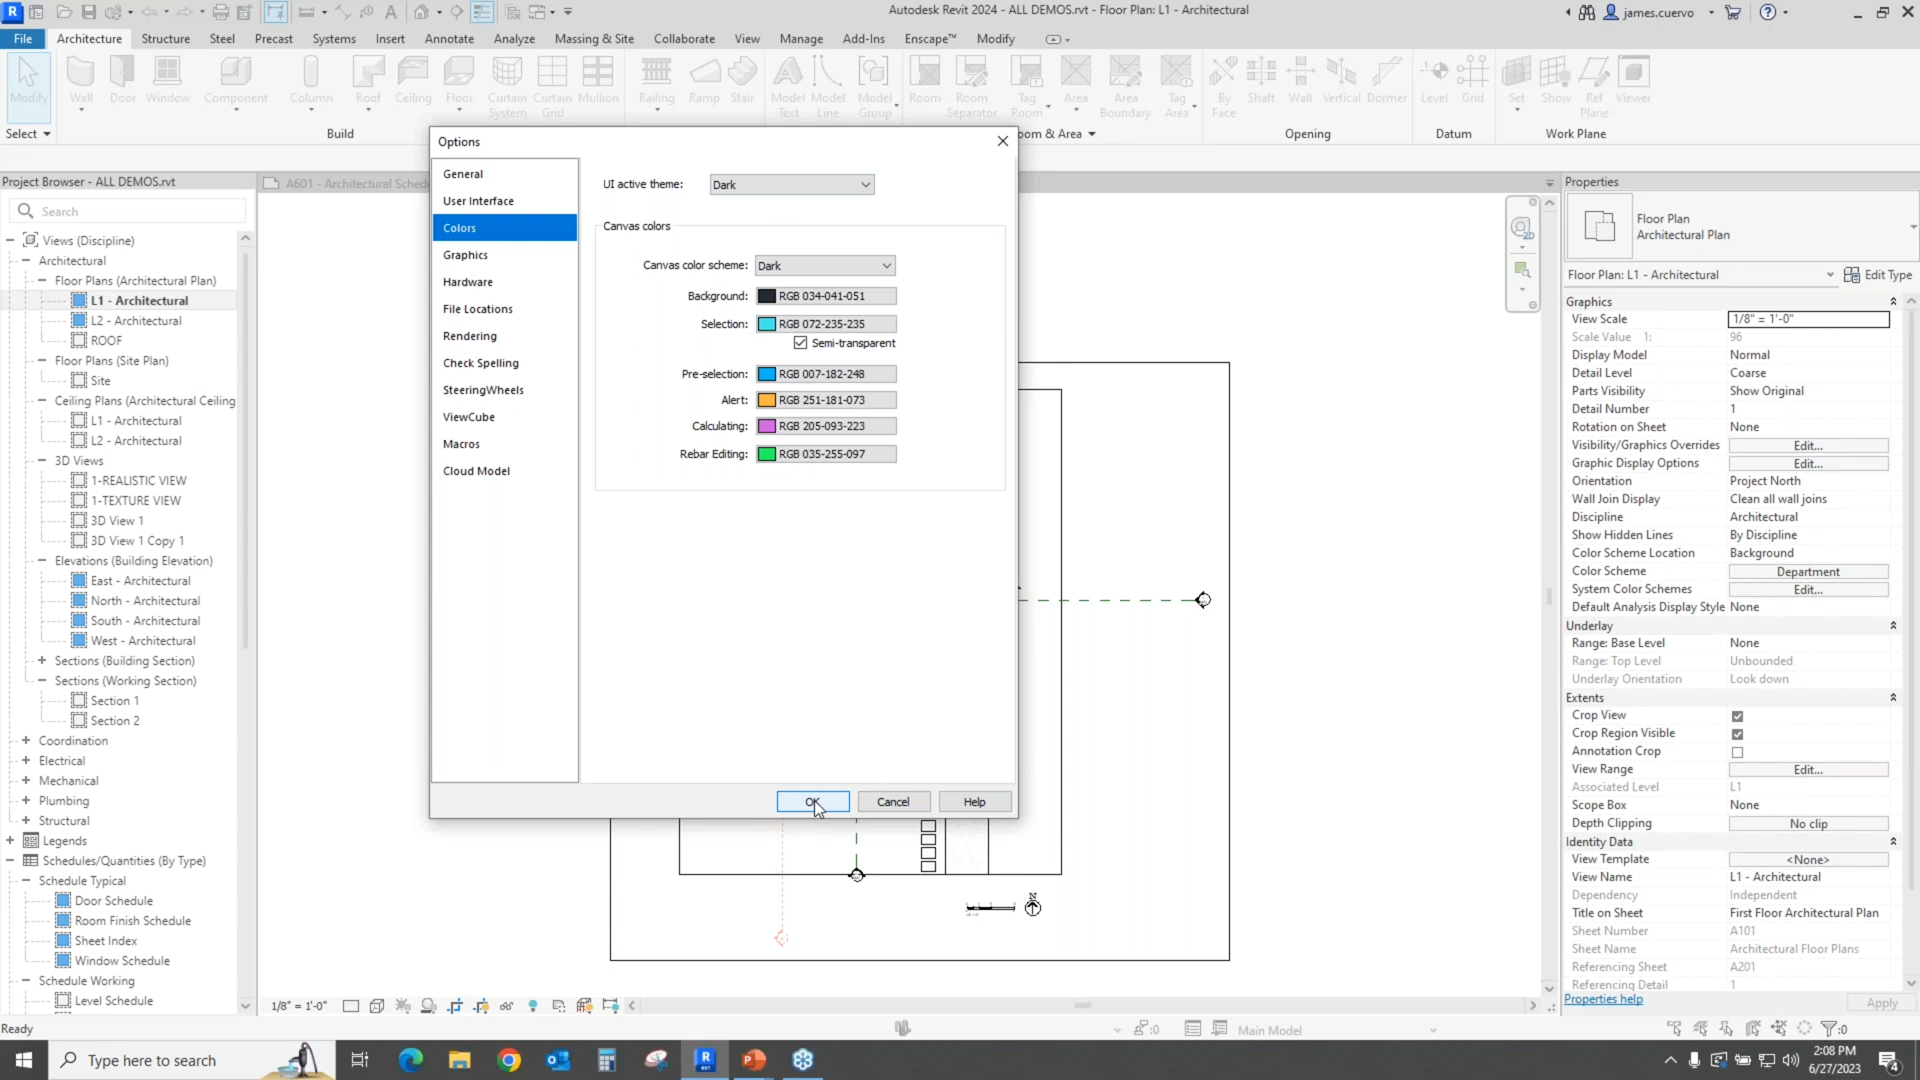 Autodesk Revit 2024 - ALL DEMOS.rvt - Floor Plan: L1 - Architectural
james.cuervo
File Architecture Structure Steel Precast Systems Insert Annotate Analyze Massing & Site Collaborate View Manage Add-Ins Enscape™ Modify
Modify Wall Door Window Component Column Roof Ceiling Floor Curtain System Curtain Grid Mullion Railing Ramp Stair Model Text Model Line Model Group Room Room Separator Tag Room Area Area Boundary Tag Area By Face Shaft Wall Vertical Dormer Level Grid Set Show Ref Plane Viewer
Select Build oom & Area Opening Datum Work Plane
Project Browser - ALL DEMOS.rvt
Search
Views (Discipline)
Architectural
Floor Plans (Architectural Plan)
L1 - Architectural
L2 - Architectural
ROOF
Floor Plans (Site Plan)
Site
Ceiling Plans (Architectural Ceiling
L1 - Architectural
L2 - Architectural
3D Views
1-REALISTIC VIEW
1-TEXTURE VIEW
3D View 1
3D View 1 Copy 1
Elevations (Building Elevation)
East - Architectural
North - Architectural
South - Architectural
West - Architectural
Sections (Building Section)
Sections (Working Section)
Section 1
Section 2
Coordination
Electrical
Mechanical
Plumbing
Structural
Legends
Schedules/Quantities (By Type)
Schedule Typical
Door Schedule
Room Finish Schedule
Sheet Index
Window Schedule
Schedule Working
Level Schedule
A601 - Architectural Sched
Options
General
User Interface
Colors
Graphics
Hardware
File Locations
Rendering
Check Spelling
SteeringWheels
ViewCube
Macros
Cloud Model
UI active theme: Dark
Canvas colors
Canvas color scheme: Dark
Background: RGB 034-041-051
Selection: RGB 072-235-235
Semi-transparent
Pre-selection: RGB 007-182-248
Alert: RGB 251-181-073
Calculating: RGB 205-093-223
Rebar Editing: RGB 035-255-097
OK Cancel Help
N
2D
Properties
Floor Plan
Architectural Plan
Floor Plan: L1 - Architectural Edit Type
Graphics
View Scale 1/8" = 1'-0"
Scale Value 1: 96
Display Model Normal
Detail Level Coarse
Parts Visibility Show Original
Detail Number 1
Rotation on Sheet None
Visibility/Graphics Overrides Edit...
Graphic Display Options Edit...
Orientation Project North
Wall Join Display Clean all wall joins
Discipline Architectural
Show Hidden Lines By Discipline
Color Scheme Location Background
Color Scheme Department
System Color Schemes Edit...
Default Analysis Display Style None
Underlay
Range: Base Level None
Range: Top Level Unbounded
Underlay Orientation Look down
Extents
Crop View
Crop Region Visible
Annotation Crop
View Range Edit...
Associated Level L1
Scope Box None
Depth Clipping No clip
Identity Data
View Template <None>
View Name L1 - Architectural
Dependency Independent
Title on Sheet First Floor Architectural Plan
Sheet Number A101
Sheet Name Architectural Floor Plans
Referencing Sheet A201
Referencing Detail 1
Properties help Apply
1/8" = 1'-0"
Ready :0 Main Model :0
Type here to search
2:08 PM
6/27/2023
4